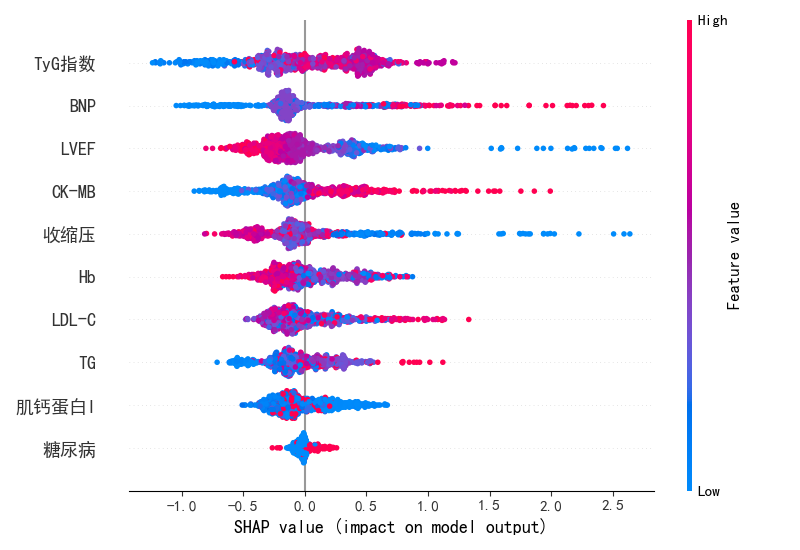 High
TyG指数
BNP
LVEF
CK-MB
收缩压
Hb
LDL-C
TG
肌钙蛋白I
糖尿病
Feature value
Low
-1.0 -0.5 0.0 0.5 1.0 1.5 2.0 2.5
SHAP value (impact on model output)